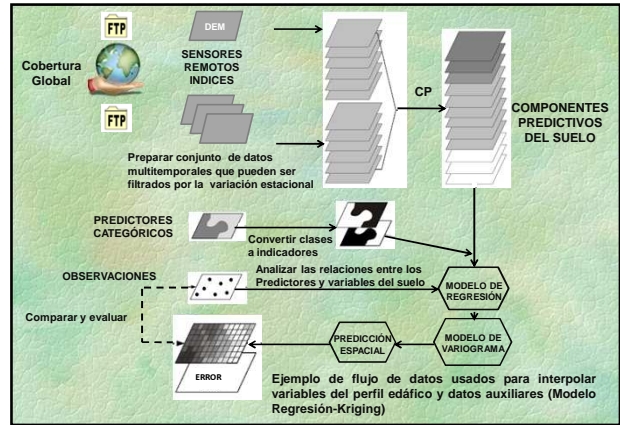 FTP
DEM
Cobertura
Global
SENSORES
REMOTOS
INDICES
FTP
CP
COMPONENTES
PREDICTIVOS
DEL SUELO
Preparar conjunto de datos
multitemporales que pueden ser
filtrados por la variación estacional
PREDICTORES
CATEGÓRICOS
Convertir clases
a indicadores
OBSERVACIONES
Analizar las relaciones entre los
Predictores y variables del suelo
MODELO DE
REGRESIÓN
Comparar y evaluar
PREDICCIÓN
ESPACIAL
MODELO DE
VARIOGRAMA
ERROR
Ejemplo de flujo de datos usados para interpolar
variables del perfil edáfico y datos auxiliares (Modelo
Regresión-Kriging)